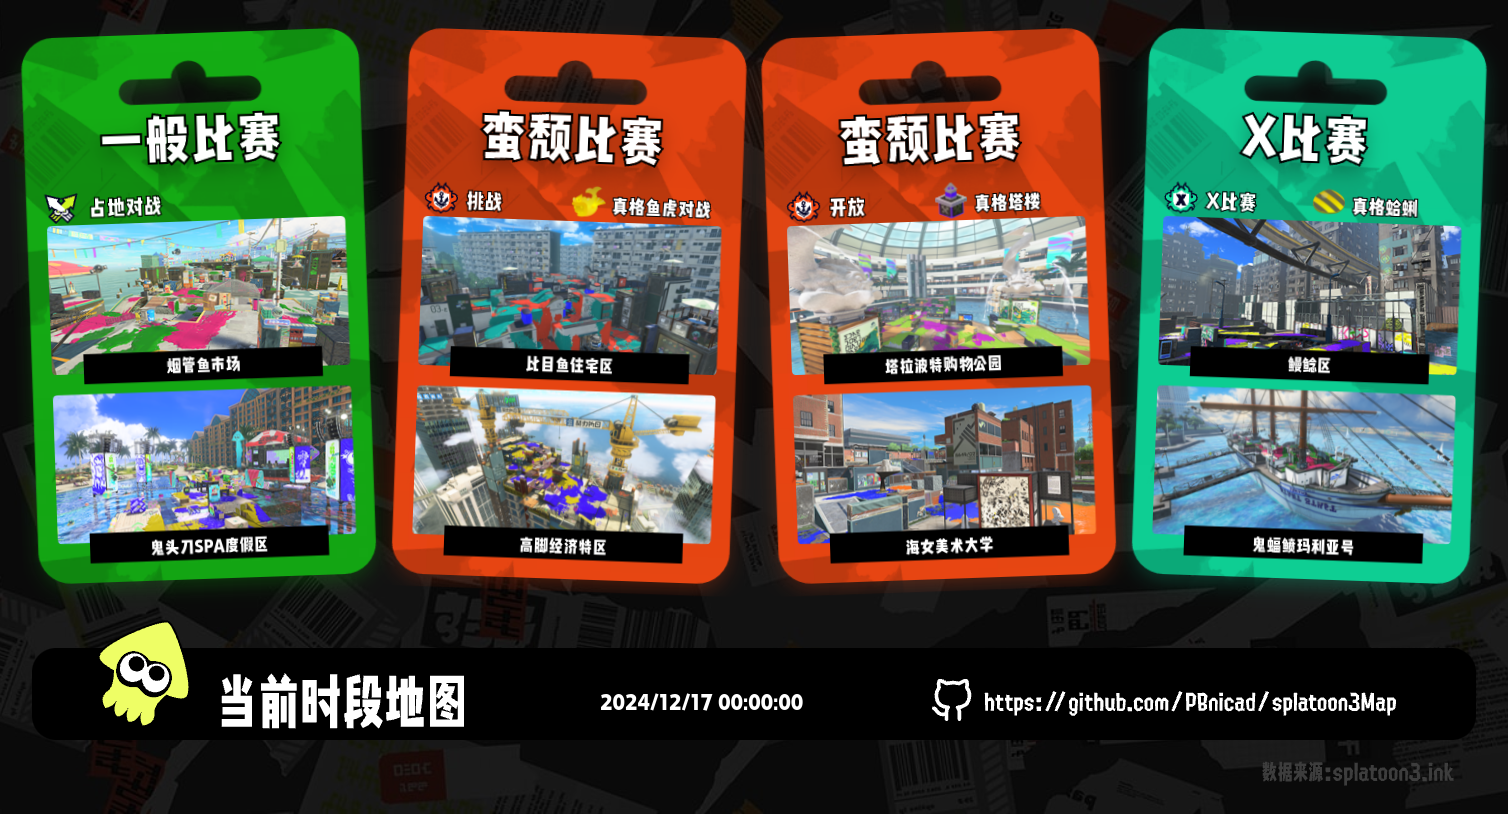 一般比赛
占地对战
烟管鱼市场
鬼头刀SPA度假区
蛮颓比赛
挑战
真格鱼虎对战
比目鱼住宅区
高脚经济特区
蛮颓比赛
开放
真格塔楼
塔拉波特购物公园
海女美术大学
X比赛
X比赛
真格蛤蜊
鳗鲶区
鬼蝠鲼玛利亚号
当前时段地图
2024/12/17 00:00:00
https://github.com/PBnicad/splatoon3Map
数据来源:splatoon3.ink